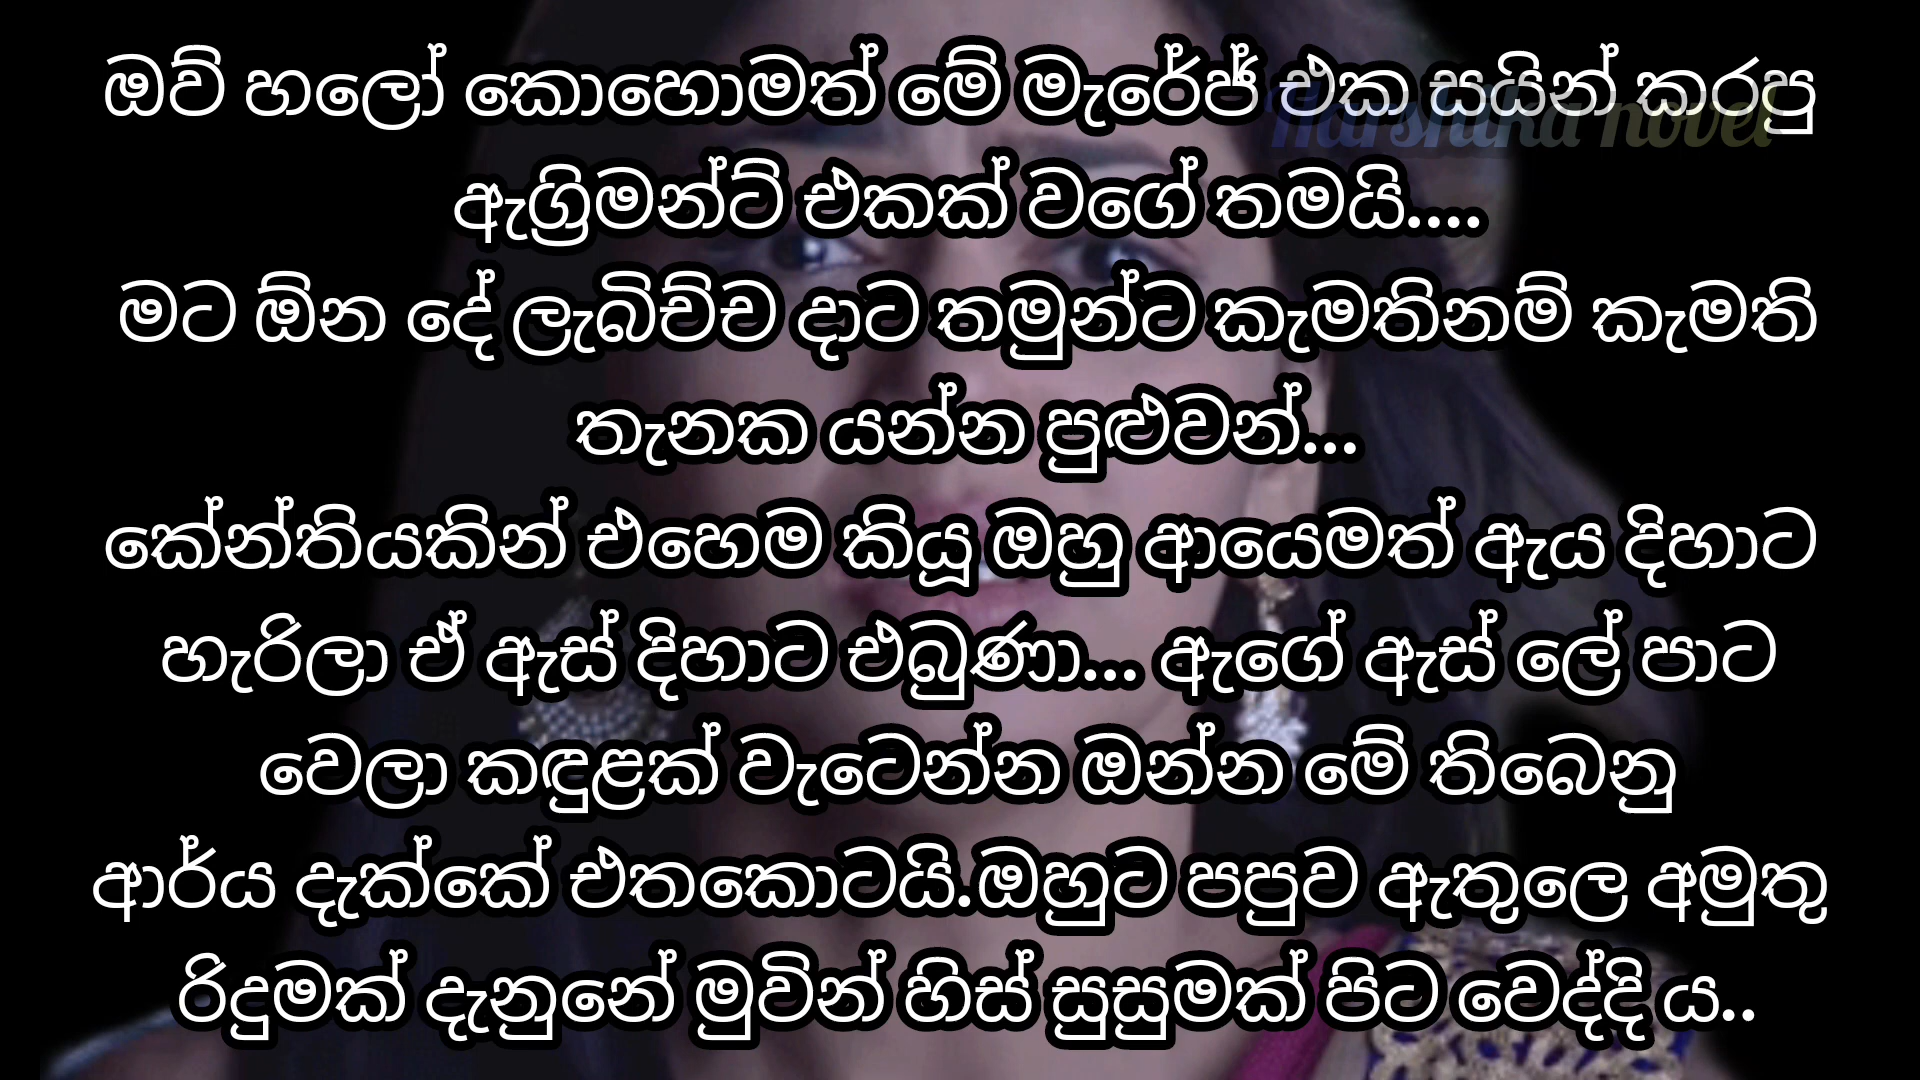 ඔව් හලෝ කොහොමත් මේ මැරේජ් එක සයින් කරපු
Harshika novel
ඇග්‍රිමන්ට් එකක් වගේ තමයි....
මට ඕන දේ ලැබිච්ච දාට තමුන්ට කැමතිනම් කැමති
තැනක යන්න පුළුවන්...
කේන්තියකින් එහෙම කියූ ඔහු ආයෙමත් ඇය දිහාට
හැරිලා ඒ ඇස් දිහාට එබුණා... ඇගේ ඇස් ලේ පාට
වෙලා කඳුළක් වැටෙන්න ඔන්න මේ තිබෙනු
ආර්ය දැක්කේ එතකොටයි.ඔහුට පපුව ඇතුලෙ අමුතු
රිදුමක් දැනුනේ මුවින් හිස් සුසුමක් පිට වෙද්දි ය..